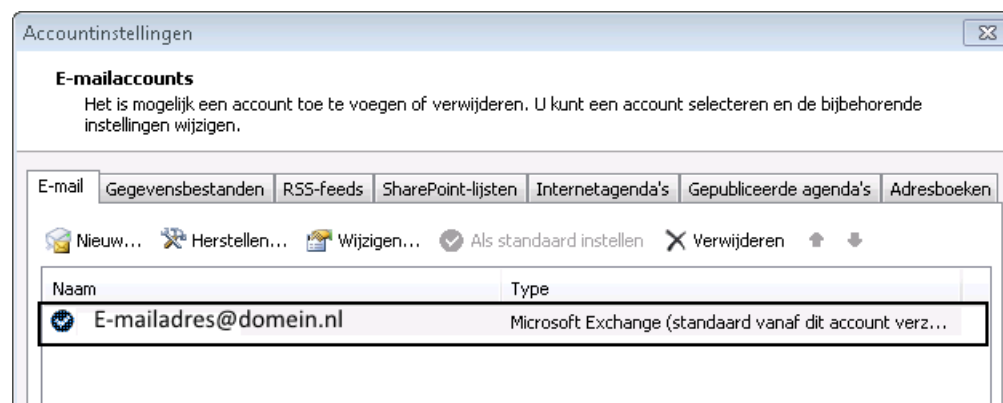 Accountinstellingen
E-mailaccounts
Het is mogelijk een account toe te voegen of verwijderen. U kunt een account selecteren en de bijbehorende
instellingen wijzigen.
E-mail Gegevensbestanden RSS-feeds SharePoint-lijsten Internetagenda's Gepubliceerde agenda's Adresboeken
Nieuw... Herstellen... Wijzigen... Als standaard instellen Verwijderen
Naam Type
E-mailadres@domein.nl Microsoft Exchange (standaard vanaf dit account verz...